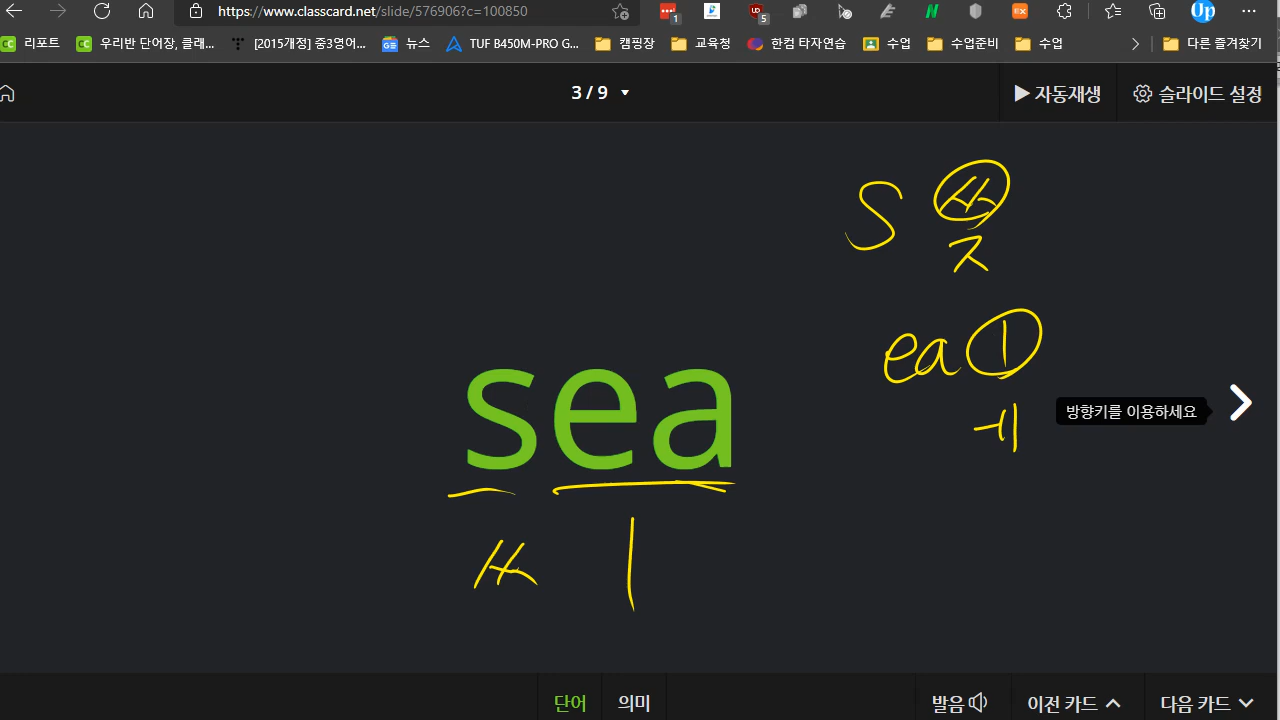 https://www.classcard.net/slide/576906?c=100850
1
5
Up
리포트 우리반 단어장, 클래... [2015개정] 중3영어... 뉴스 TUF B450M-PRO G... 캠핑장 교육청 한컴 타자연습 수업 수업준비 수업 다른 즐겨찾기
3 / 9 자동재생 슬라이드 설정
S ㅆ
ㅈ
ea ㅣ
ㅔ
sea
방향키를 이용하세요
ㅆ ㅣ
단어 의미 발음 이전 카드 다음 카드